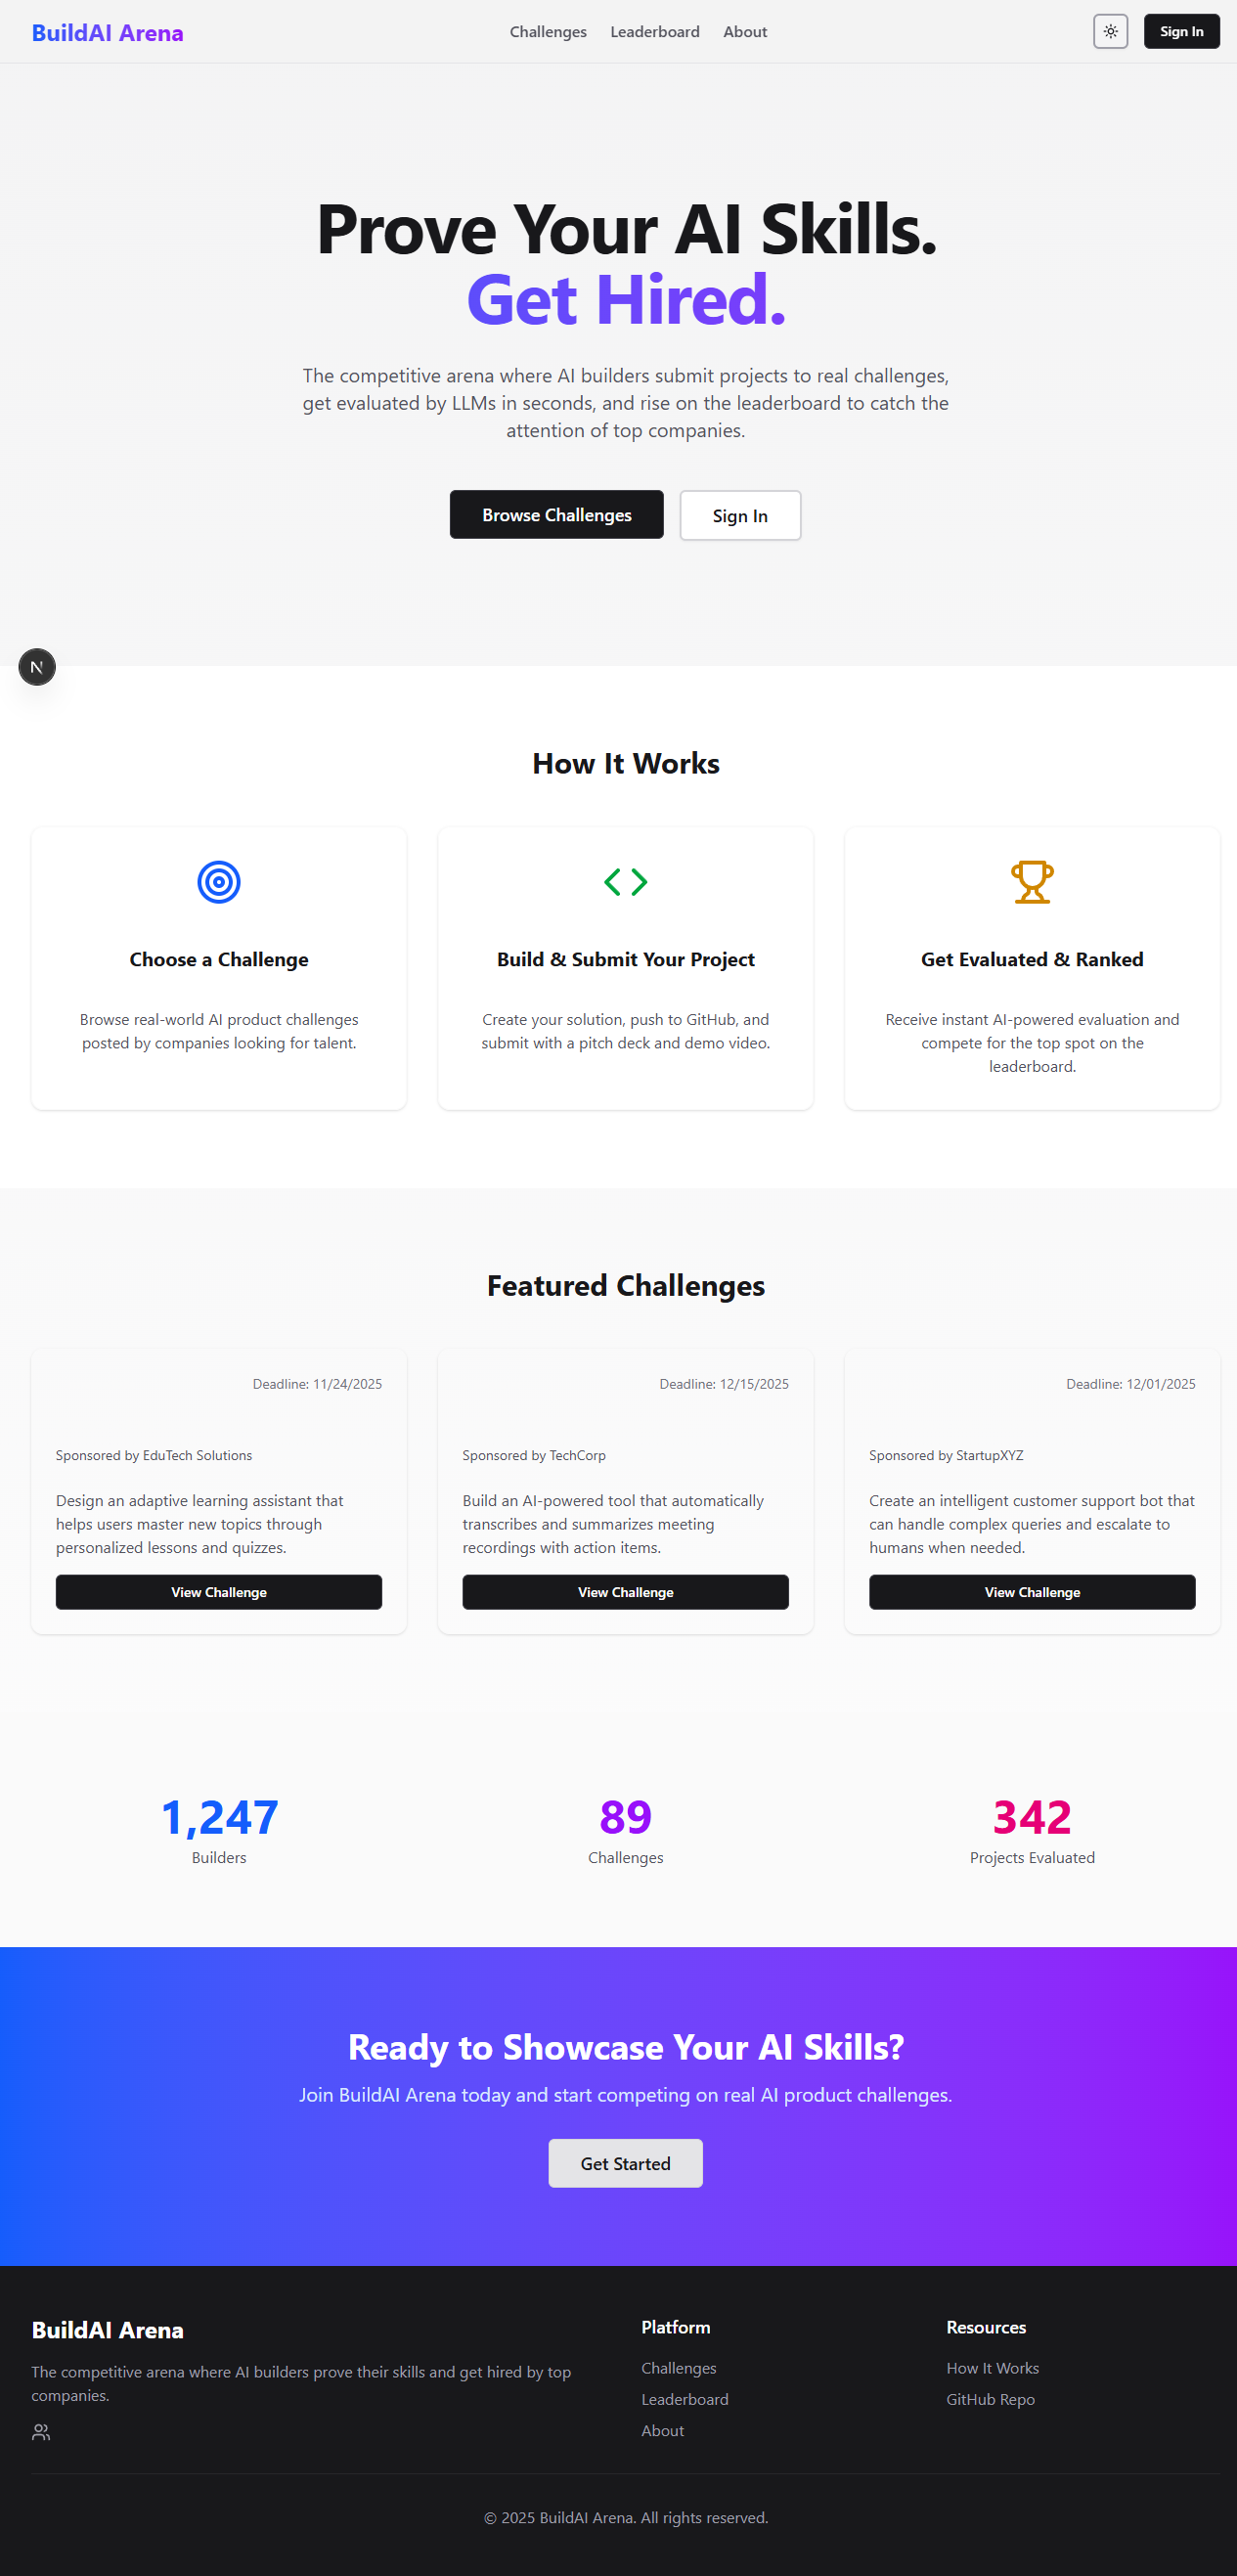 BuildAI Arena
Challenges
Leaderboard
About
Sign In
Prove Your AI Skills.
Get Hired.
The competitive arena where AI builders submit projects to real challenges,
get evaluated by LLMs in seconds, and rise on the leaderboard to catch the
attention of top companies.
Browse Challenges
Sign In
N
How It Works
Choose a Challenge
Browse real-world AI product challenges
posted by companies looking for talent.
Build & Submit Your Project
Create your solution, push to GitHub, and
submit with a pitch deck and demo video.
Get Evaluated & Ranked
Receive instant AI-powered evaluation and
compete for the top spot on the
leaderboard.
Featured Challenges
Deadline: 11/24/2025
Sponsored by EduTech Solutions
Design an adaptive learning assistant that
helps users master new topics through
personalized lessons and quizzes.
View Challenge
Deadline: 12/15/2025
Sponsored by TechCorp
Build an AI-powered tool that automatically
transcribes and summarizes meeting
recordings with action items.
View Challenge
Deadline: 12/01/2025
Sponsored by StartupXYZ
Create an intelligent customer support bot that
can handle complex queries and escalate to
humans when needed.
View Challenge
1,247
Builders
89
Challenges
342
Projects Evaluated
Ready to Showcase Your AI Skills?
Join BuildAI Arena today and start competing on real AI product challenges.
Get Started
BuildAI Arena
The competitive arena where AI builders prove their skills and get hired by top
companies.
Platform
Challenges
Leaderboard
About
Resources
How It Works
GitHub Repo
© 2025 BuildAI Arena. All rights reserved.